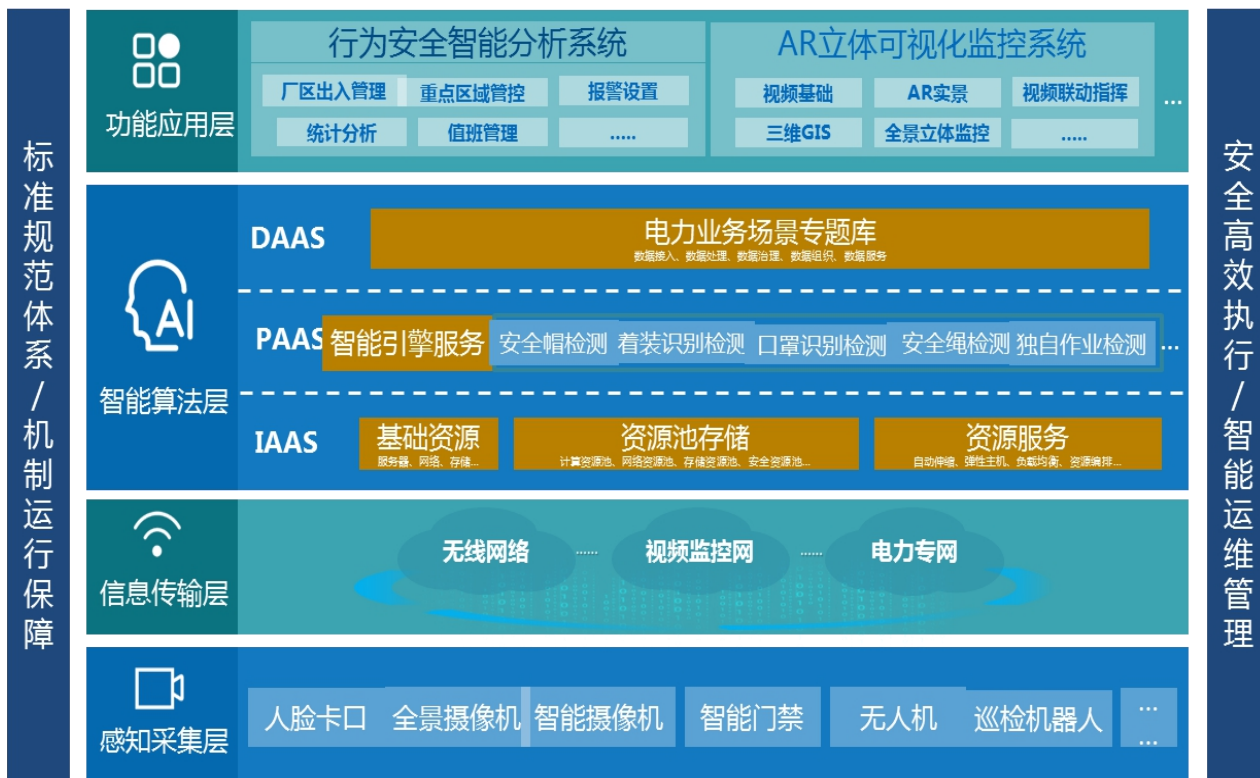 标准规范体系/机制运行保障
功能应用层
行为安全智能分析系统
厂区出入管理 重点区域管控 报警设置
统计分析 值班管理 .....
AR立体可视化监控系统
视频基础 AR实景 视频联动指挥
三维GIS 全景立体监控 .....
...
智能算法层
DAAS
电力业务场景专题库
数据接入、数据处理、数据治理、数据组织、数据服务
PAAS
智能引擎服务 安全帽检测 着装识别检测 口罩识别检测 安全绳检测 独自作业检测 ...
IAAS
基础资源
服务器、网络、存储...
资源池存储
计算资源池、网络资源池、存储资源池、安全资源池...
资源服务
自动伸缩、弹性主机、负载均衡、资源编排...
信息传输层
无线网络 ...... 视频监控网 ...... 电力专网
感知采集层
人脸卡口 全景摄像机 智能摄像机 智能门禁 无人机 巡检机器人 ...
...
安全高效执行/智能运维管理